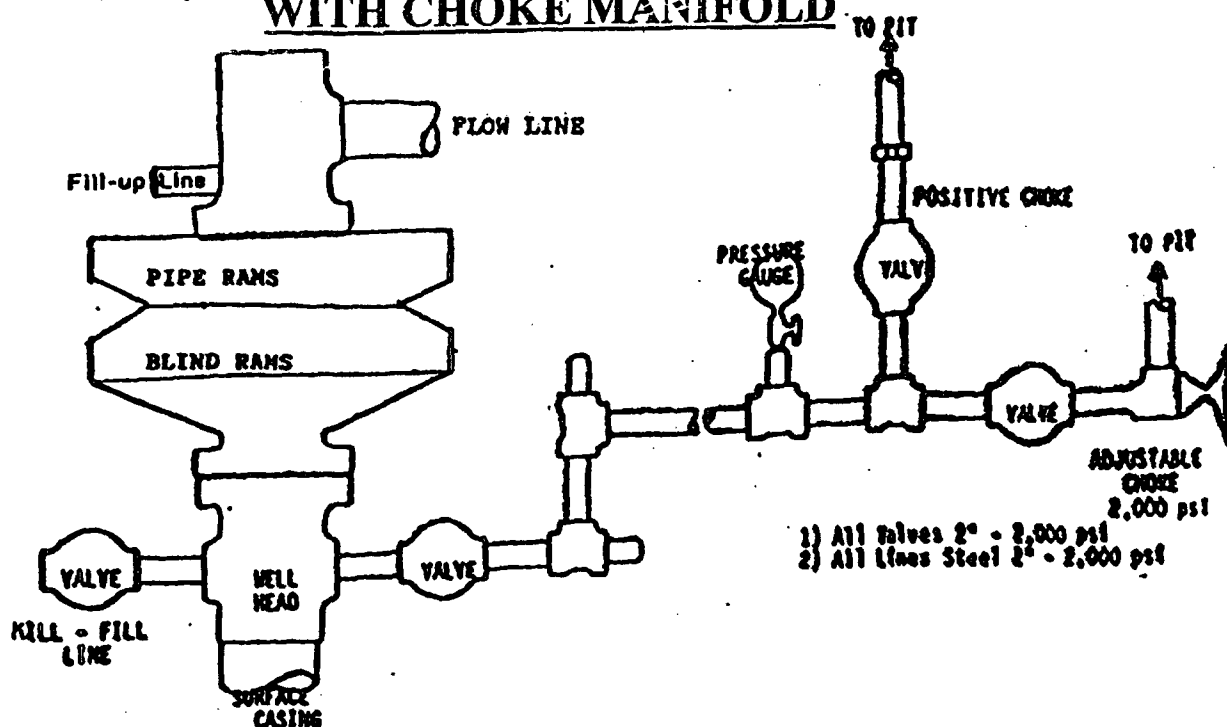 WITH CHOKE MANIFOLD
TO PIT
FLOW LINE
Fill-up Line
POSITIVE CHOKE
PIPE RAMS
PRESSURE
GAUGE
VALV
TO PIT
BLIND RAMS
VALVE
ADJUSTABLE
CHOKE
2,000 psi
1) All Valves 2" - 2,000 psi
2) All Lines Steel 2" - 2,000 psi
VALVE
WELL
HEAD
VALVE
KILL - FILL
LINE
SURFACE
CASING